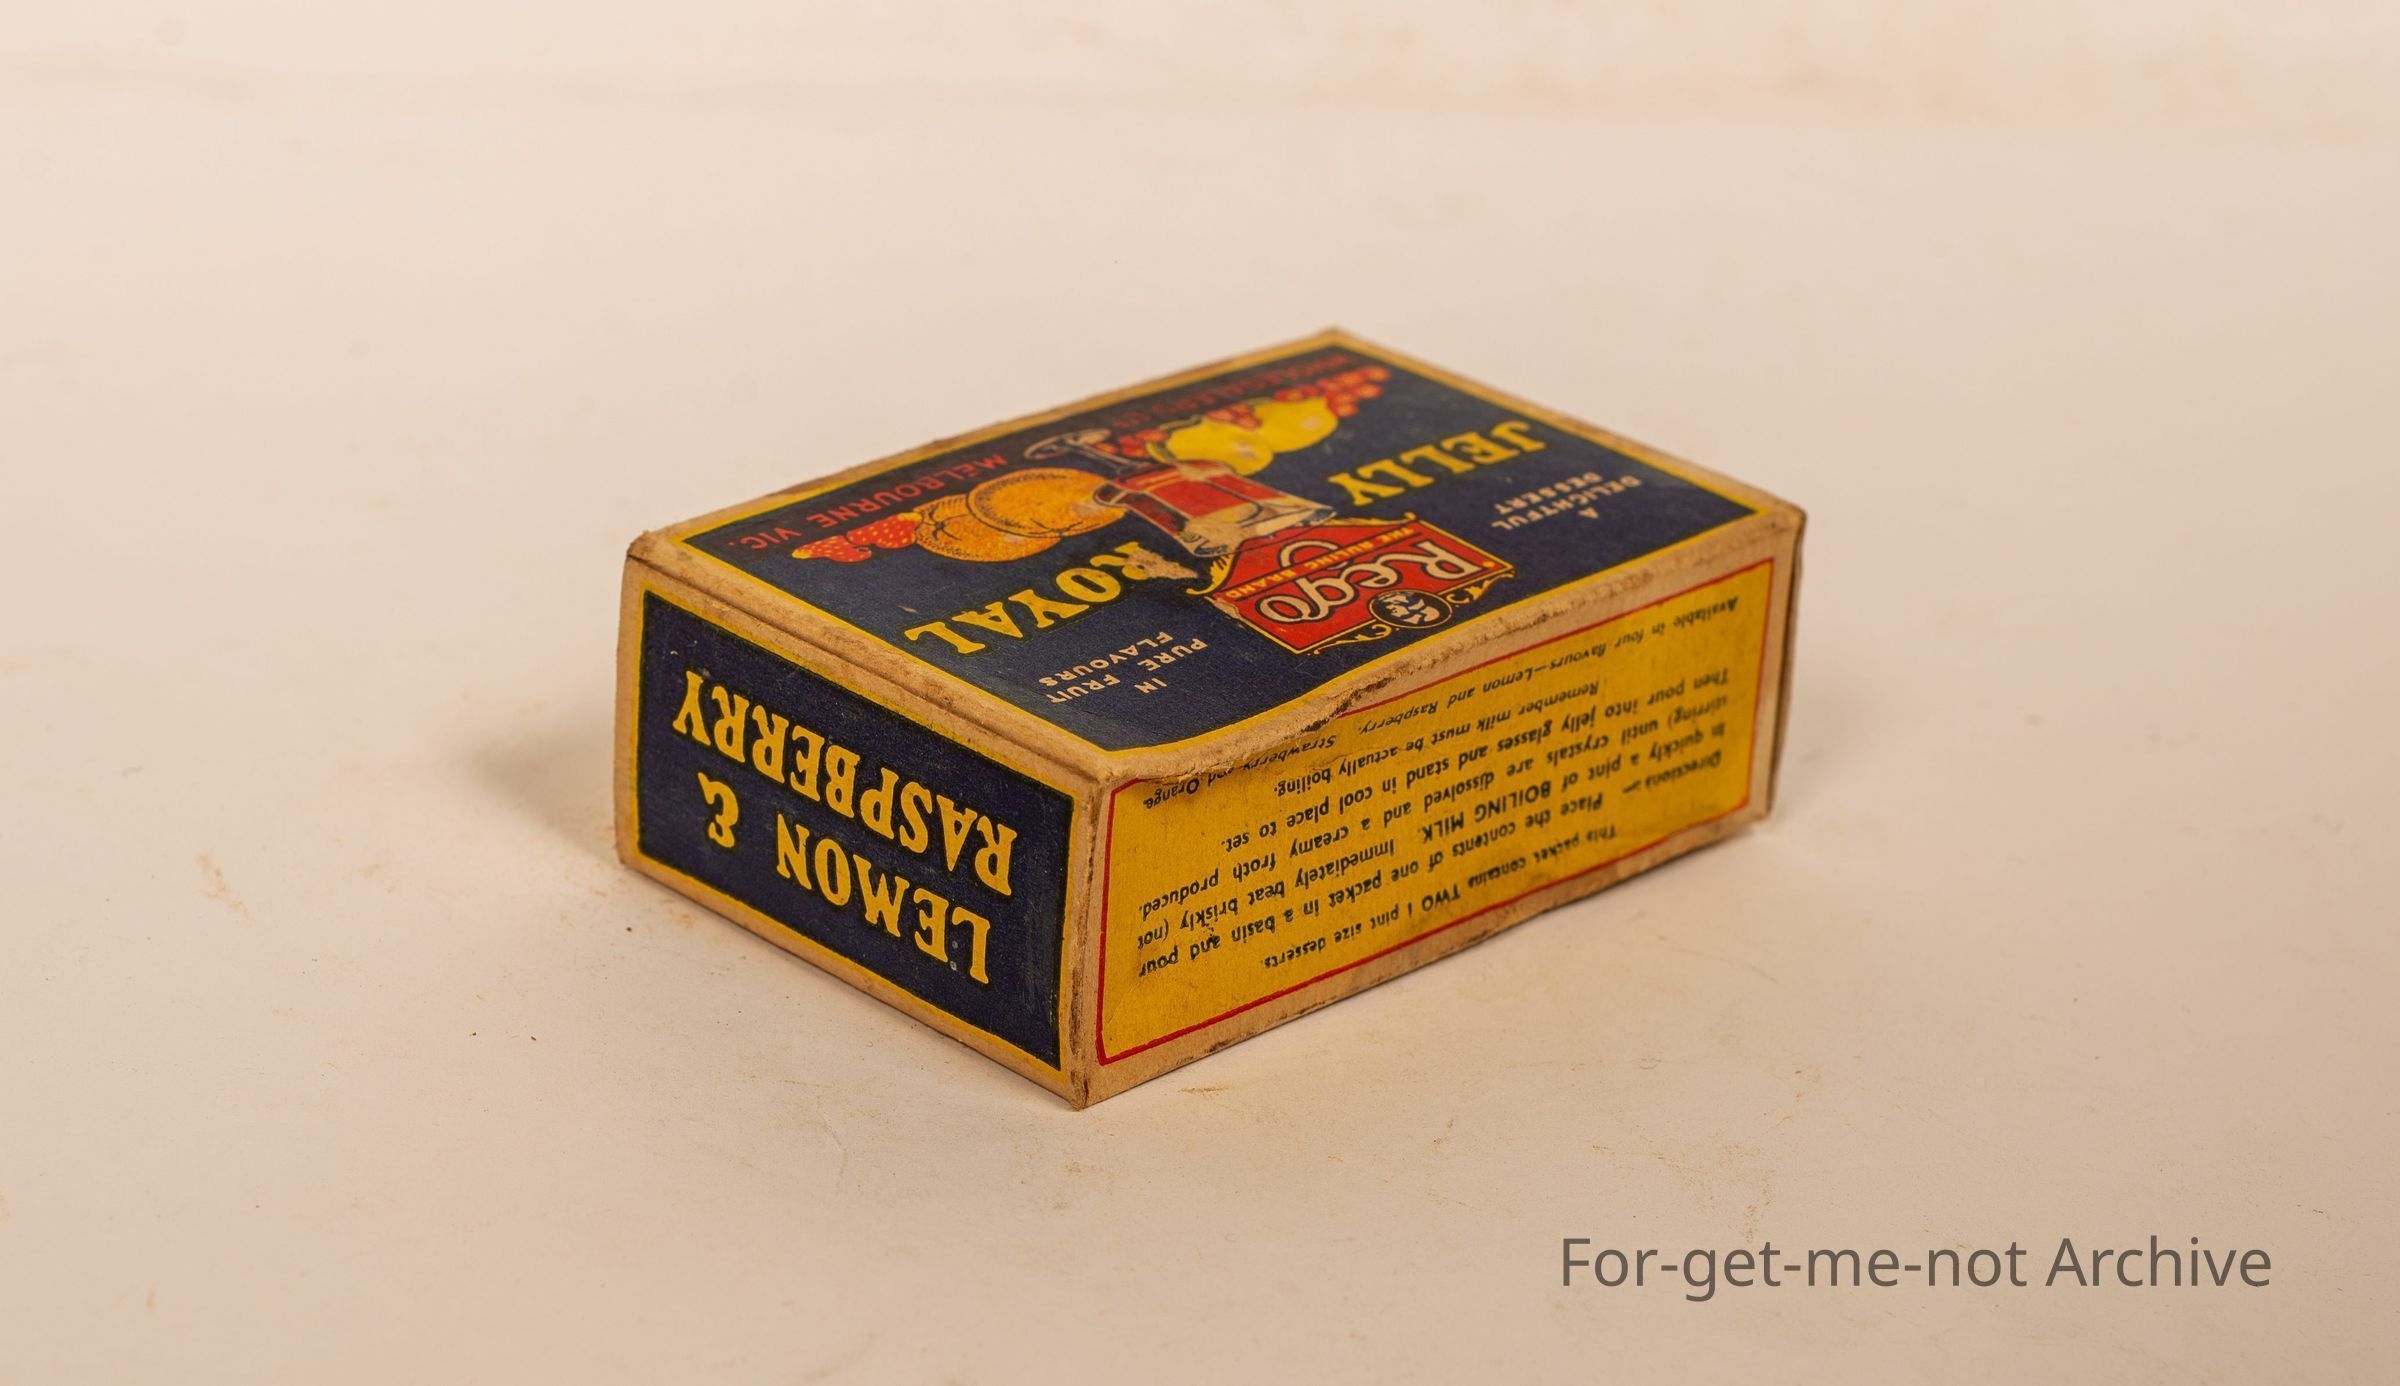 Rego
THE RULING BRAND
A
DELIGHTFUL
DESSERT
IN FRUIT
PURE
FLAVOURS
JELLY
ROYAL
MELBOURNE VIC.
LEMON &
RASPBERRY
This packet contains TWO 1 pint size desserts.
Directions:—
Place the contents of one packet in a basin and pour
in quickly a pint of BOILING MILK. Immediately beat briskly (not
stirring) until crystals are dissolved and a creamy froth produced.
Then pour into jelly glasses and stand in cool place to set.
Remember milk must be actually boiling.
Available in four flavours—Lemon and Raspberry, Strawberry and Orange.
For-get-me-not Archive